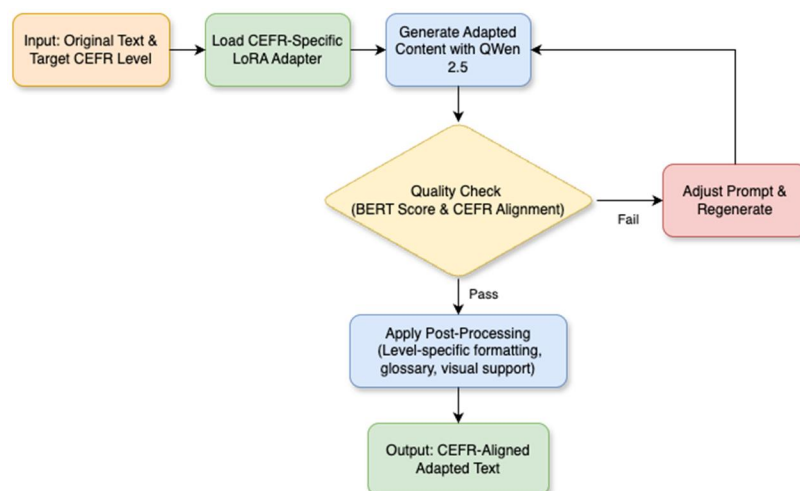 Input: Original Text &
Target CEFR Level
Load CEFR-Specific
LoRA Adapter
Generate Adapted
Content with QWen
2.5
Quality Check
(BERT Score & CEFR Alignment)
Fail
Adjust Prompt &
Regenerate
Pass
Apply Post-Processing
(Level-specific formatting,
glossary, visual support)
Output: CEFR-Aligned
Adapted Text